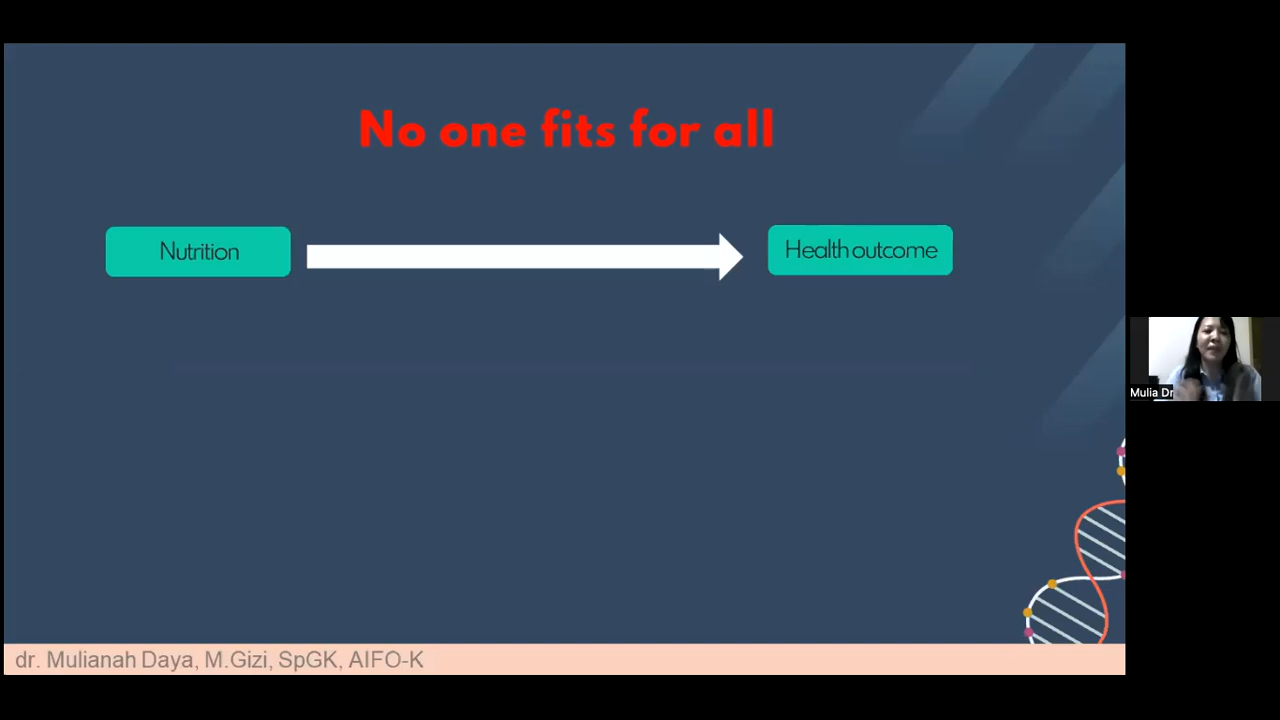 No one fits for all
Nutrition
Health outcome
Mulia Dr
dr. Mulianah Daya, M.Gizi, SpGK, AIFO-K